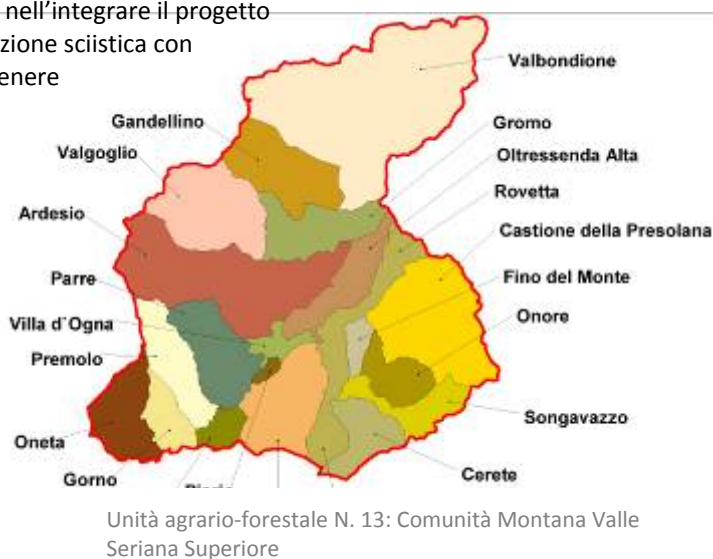 nell'integrare il progetto
zione sciistica con
enere
Valbondione
Gandellino
Gromo
Valgoglio
Oltressenda Alta
Rovetta
Ardesio
Castione della Presolana
Parre
Fino del Monte
Villa d'Ogna
Onore
Premolo
Songavazzo
Oneta
Cerete
Gorno
Unità agrario-forestale N. 13: Comunità Montana Valle
Seriana Superiore